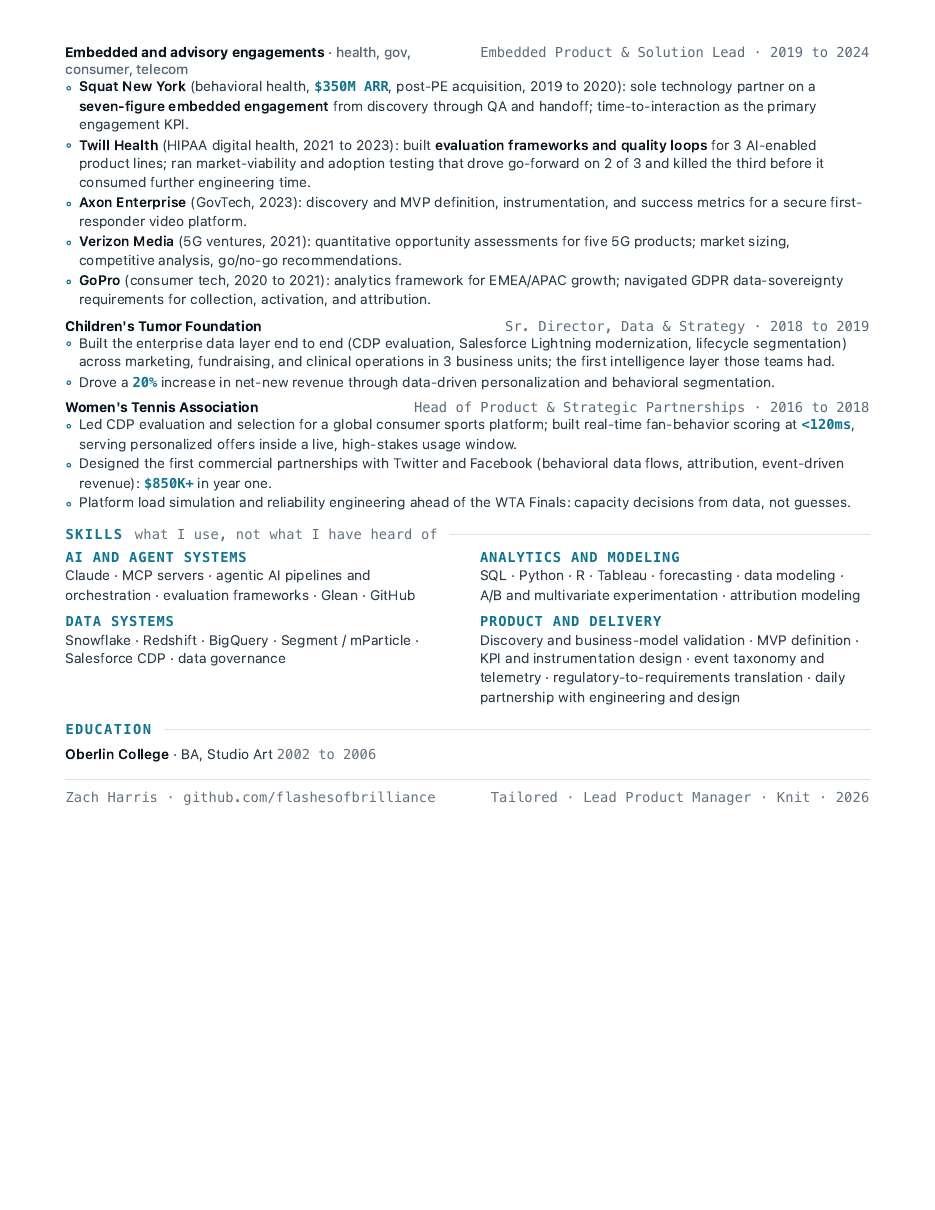 Embedded and advisory engagements · health, gov, consumer, telecom
Embedded Product & Solution Lead · 2019 to 2024
Squat New York (behavioral health, $350M ARR, post-PE acquisition, 2019 to 2020): sole technology partner on a
seven-figure embedded engagement from discovery through QA and handoff; time-to-interaction as the primary
engagement KPI.
Twill Health (HIPAA digital health, 2021 to 2023): built evaluation frameworks and quality loops for 3 AI-enabled
product lines; ran market-viability and adoption testing that drove go-forward on 2 of 3 and killed the third before it
consumed further engineering time.
Axon Enterprise (GovTech, 2023): discovery and MVP definition, instrumentation, and success metrics for a secure first-
responder video platform.
Verizon Media (5G ventures, 2021): quantitative opportunity assessments for five 5G products; market sizing,
competitive analysis, go/no-go recommendations.
GoPro (consumer tech, 2020 to 2021): analytics framework for EMEA/APAC growth; navigated GDPR data-sovereignty
requirements for collection, activation, and attribution.
Children's Tumor Foundation
Sr. Director, Data & Strategy · 2018 to 2019
Built the enterprise data layer end to end (CDP evaluation, Salesforce Lightning modernization, lifecycle segmentation)
across marketing, fundraising, and clinical operations in 3 business units; the first intelligence layer those teams had.
Drove a 20% increase in net-new revenue through data-driven personalization and behavioral segmentation.
Women's Tennis Association
Head of Product & Strategic Partnerships · 2016 to 2018
Led CDP evaluation and selection for a global consumer sports platform; built real-time fan-behavior scoring at <120ms,
serving personalized offers inside a live, high-stakes usage window.
Designed the first commercial partnerships with Twitter and Facebook (behavioral data flows, attribution, event-driven
revenue): $850K+ in year one.
Platform load simulation and reliability engineering ahead of the WTA Finals: capacity decisions from data, not guesses.
SKILLS what I use, not what I have heard of
AI AND AGENT SYSTEMS
Claude · MCP servers · agentic AI pipelines and
orchestration · evaluation frameworks · Glean · GitHub
ANALYTICS AND MODELING
SQL · Python · R · Tableau · forecasting · data modeling ·
A/B and multivariate experimentation · attribution modeling
DATA SYSTEMS
Snowflake · Redshift · BigQuery · Segment / mParticle ·
Salesforce CDP · data governance
PRODUCT AND DELIVERY
Discovery and business-model validation · MVP definition ·
KPI and instrumentation design · event taxonomy and
telemetry · regulatory-to-requirements translation · daily
partnership with engineering and design
EDUCATION
Oberlin College · BA, Studio Art 2002 to 2006
Zach Harris · github.com/flashesofbrilliance
Tailored · Lead Product Manager · Knit · 2026